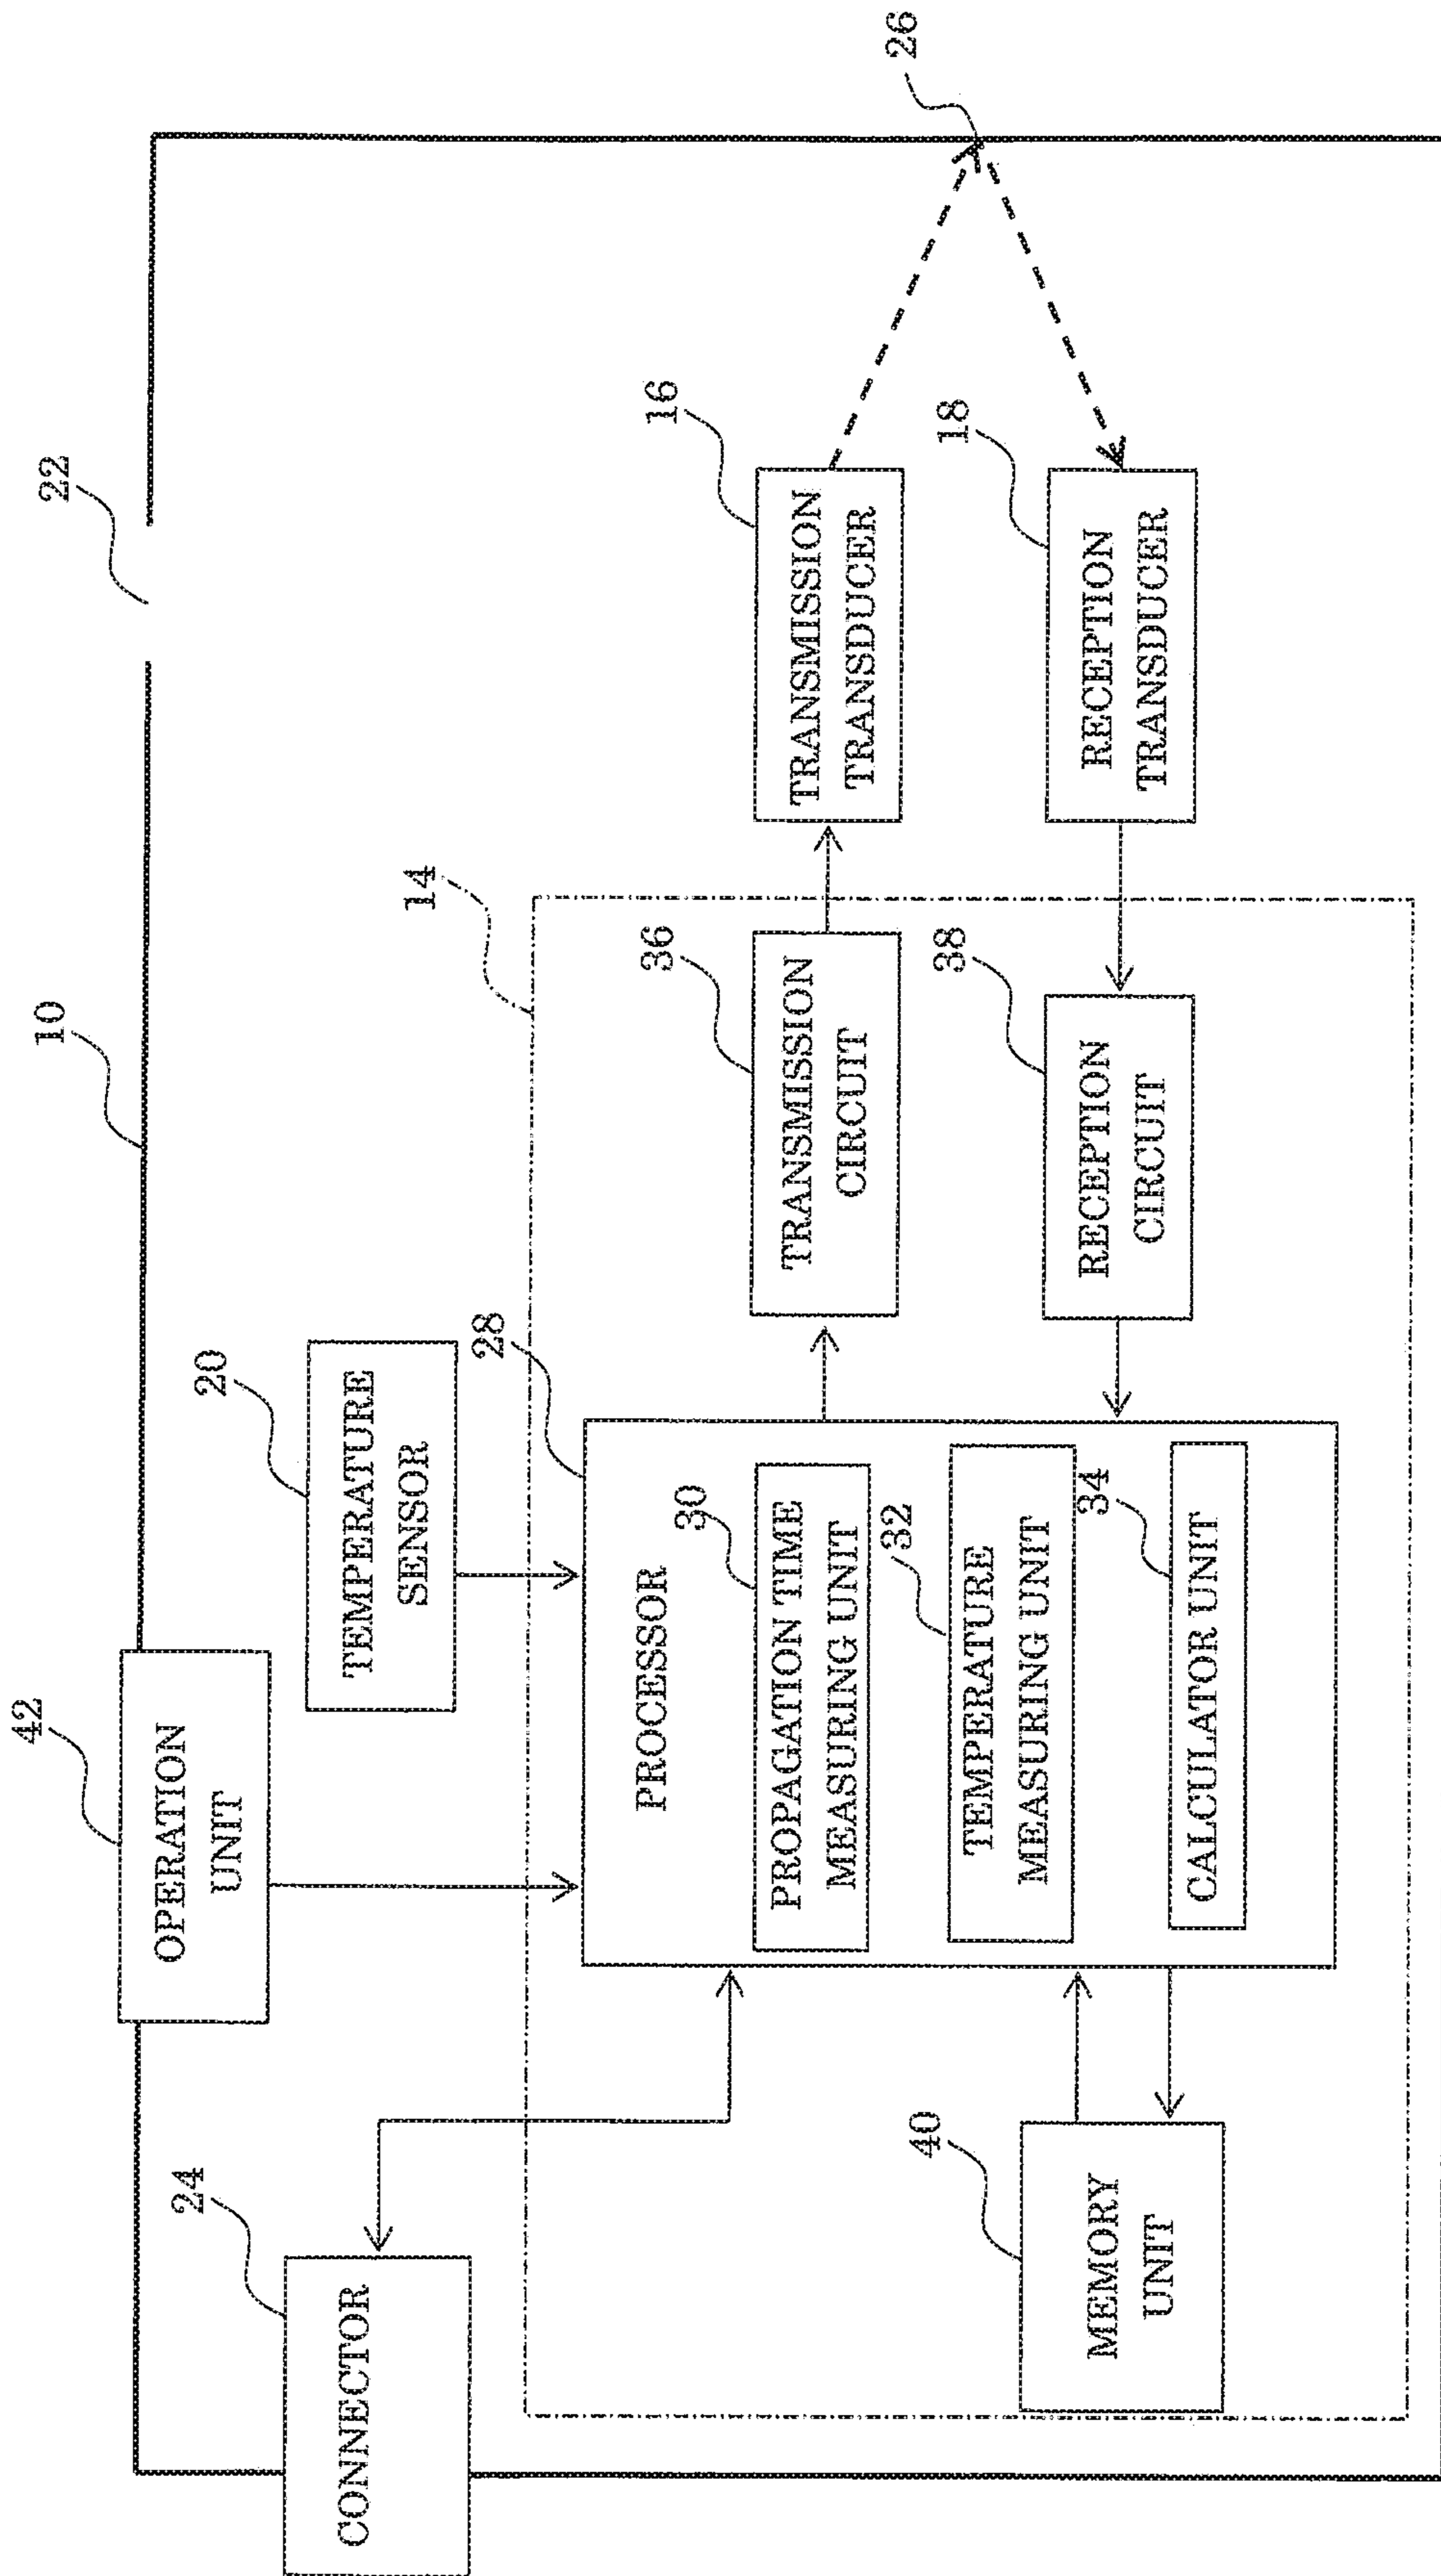 10
22
42
OPERATION
UNIT
20
TEMPERATURE
SENSOR
24
CONNECTOR
14
28
PROCESSOR
30
PROPAGATION TIME
MEASURING UNIT
32
TEMPERATURE
MEASURING UNIT
34
CALCULATOR UNIT
36
TRANSMISSION
CIRCUIT
16
TRANSMISSION
TRANSDUCER
26
40
MEMORY
UNIT
38
RECEPTION
CIRCUIT
18
RECEPTION
TRANSDUCER